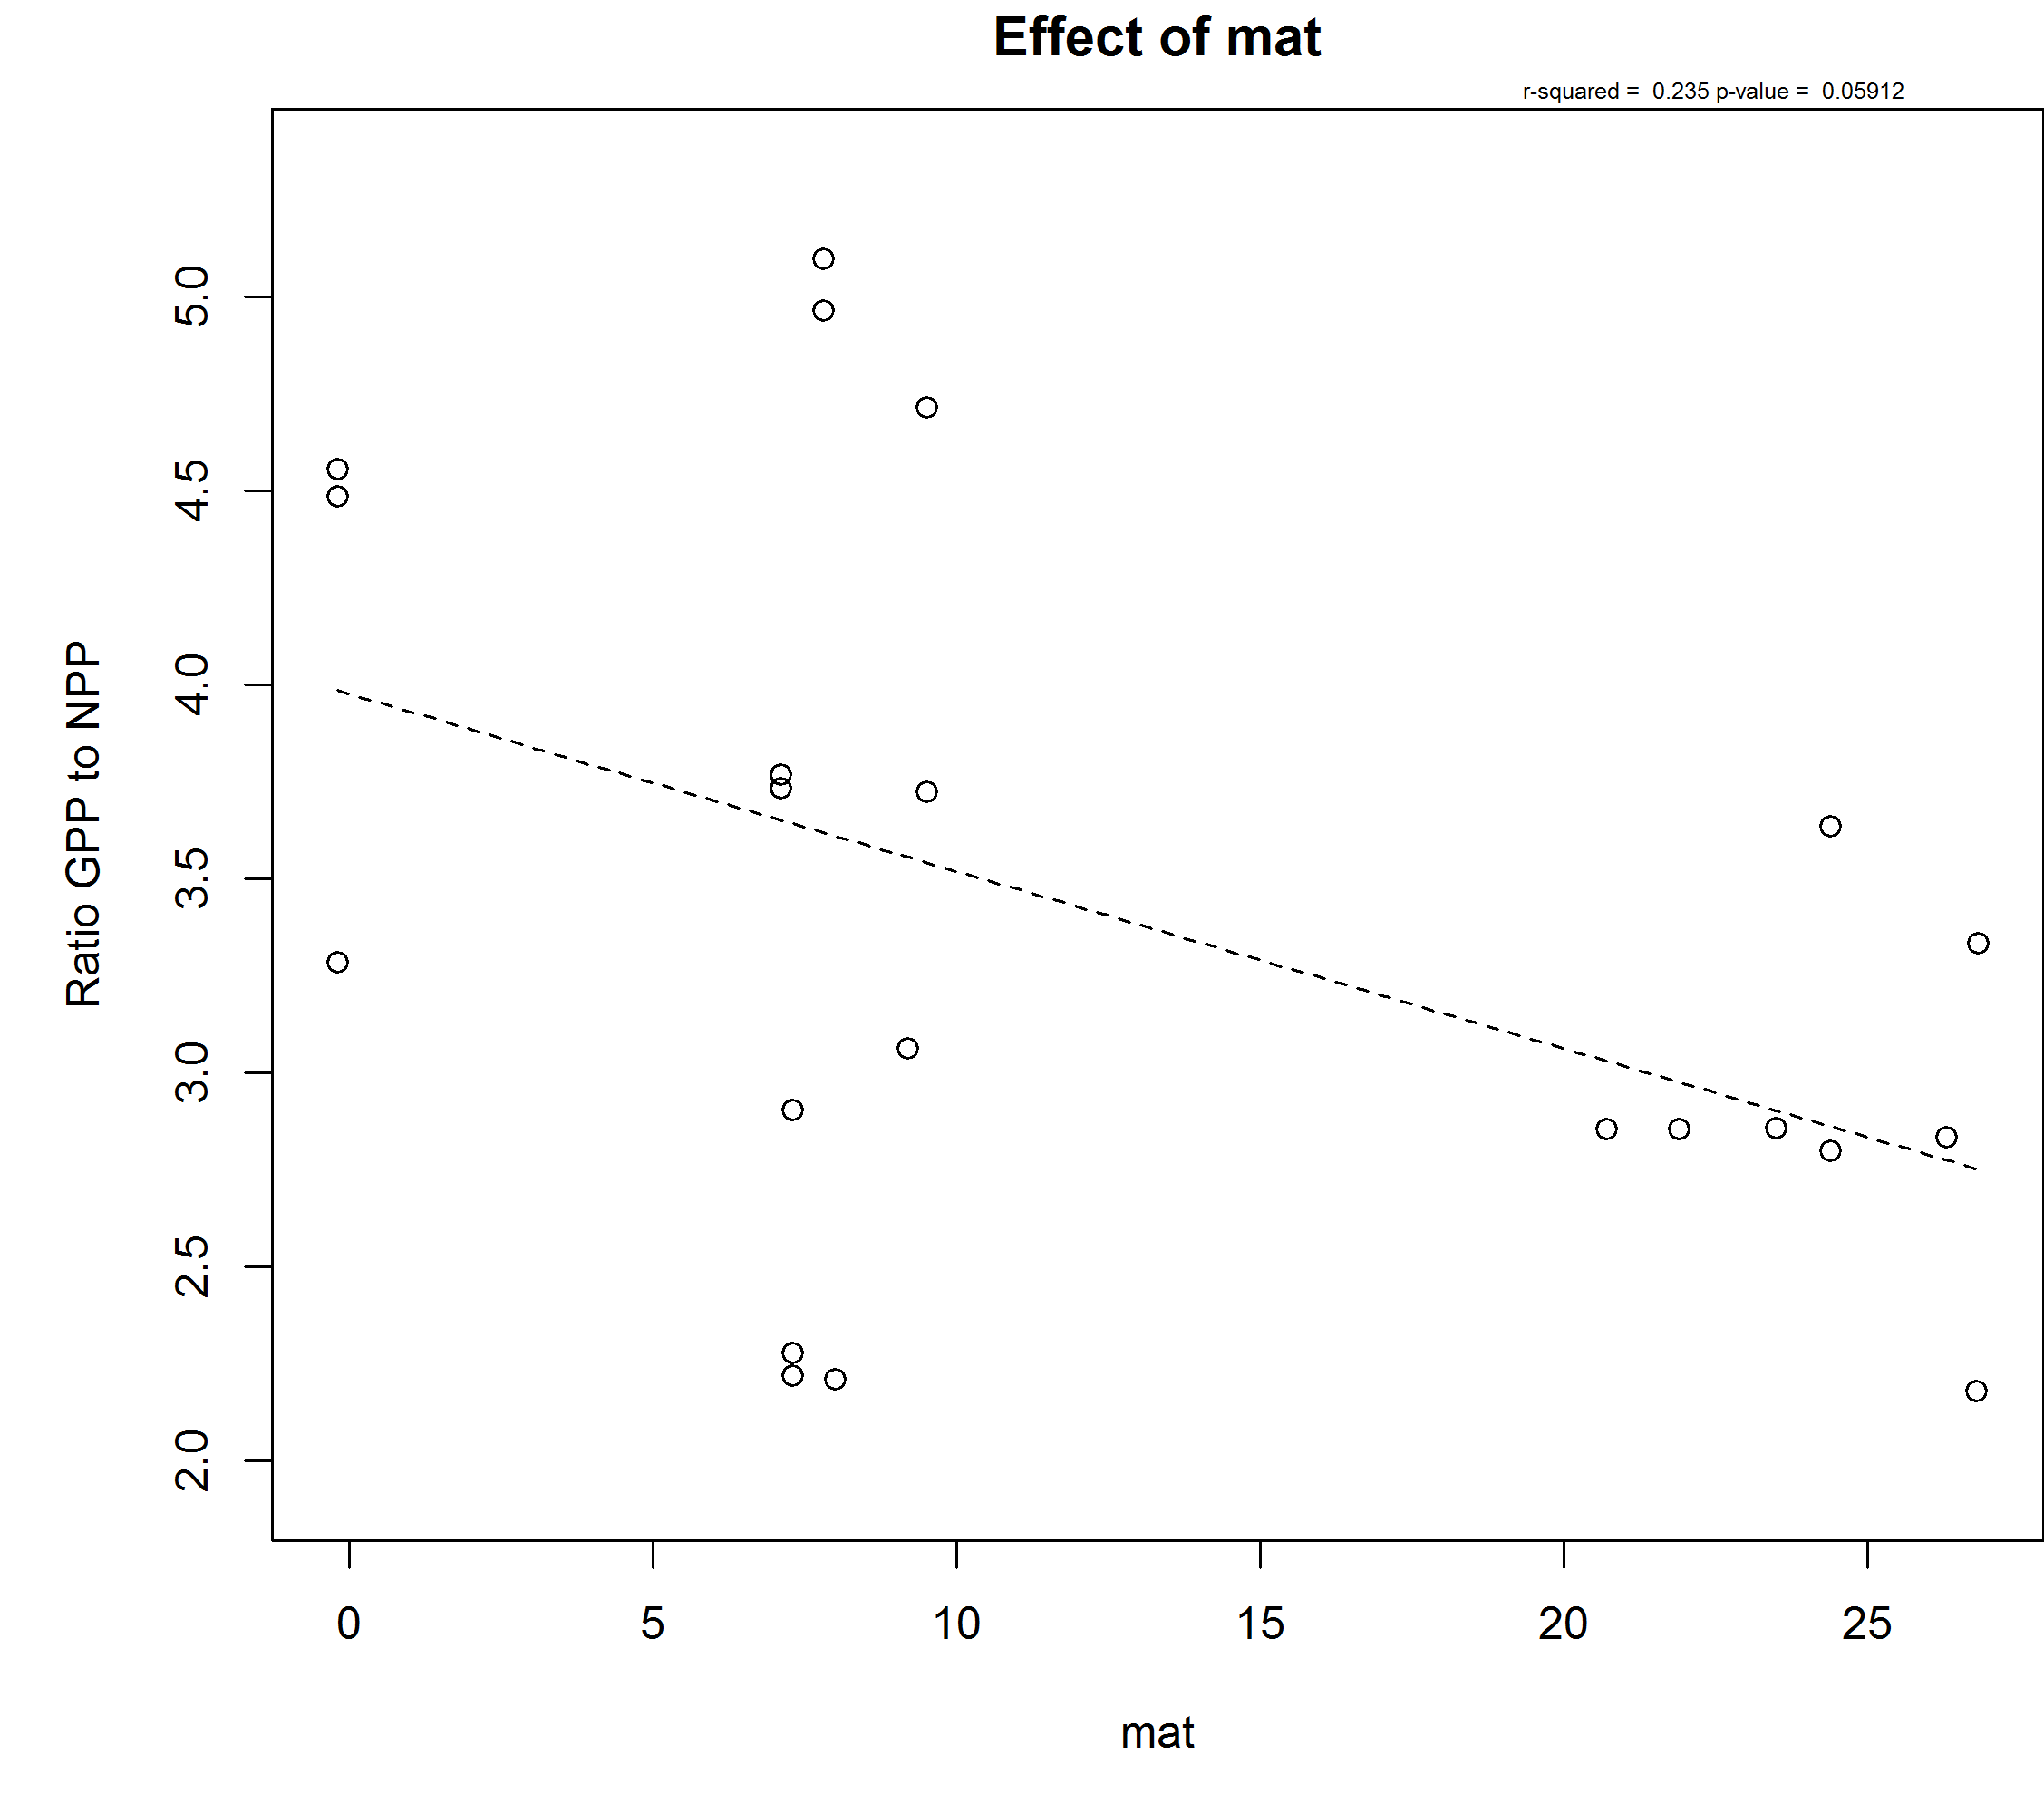 Effect of mat
r-squared =  0.235 p-value =  0.05912
Ratio GPP to NPP
5.0
4.5
4.0
3.5
3.0
2.5
2.0
0 5 10 15 20 25
mat